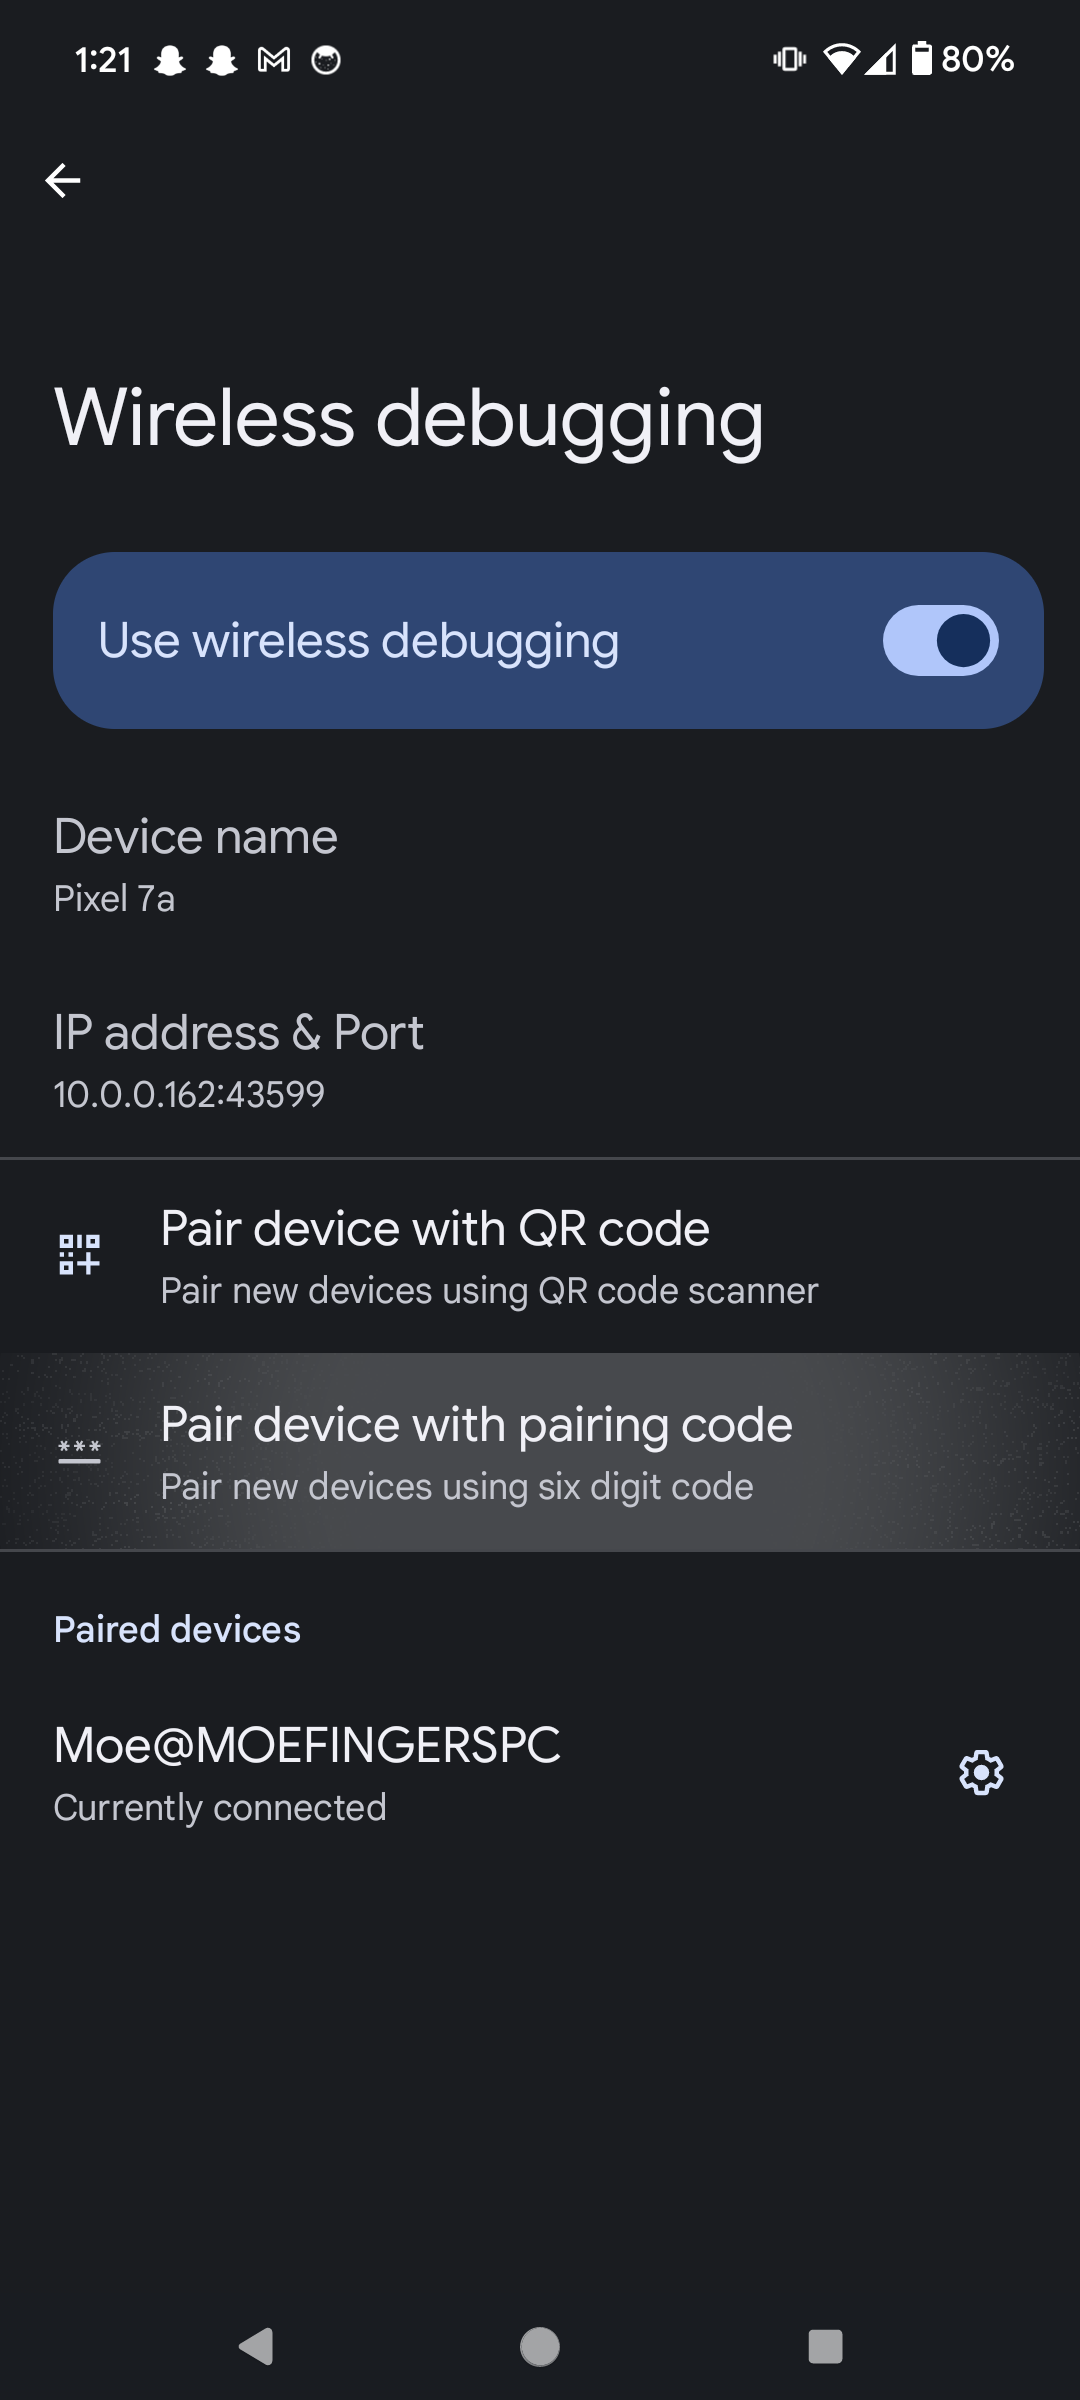 1:21 80%
Wireless debugging
Use wireless debugging
Device name
Pixel 7a
IP address & Port
10.0.0.162:43599
Pair device with QR code
Pair new devices using QR code scanner
Pair device with pairing code
Pair new devices using six digit code
Paired devices
Moe@MOEFINGERSPC
Currently connected